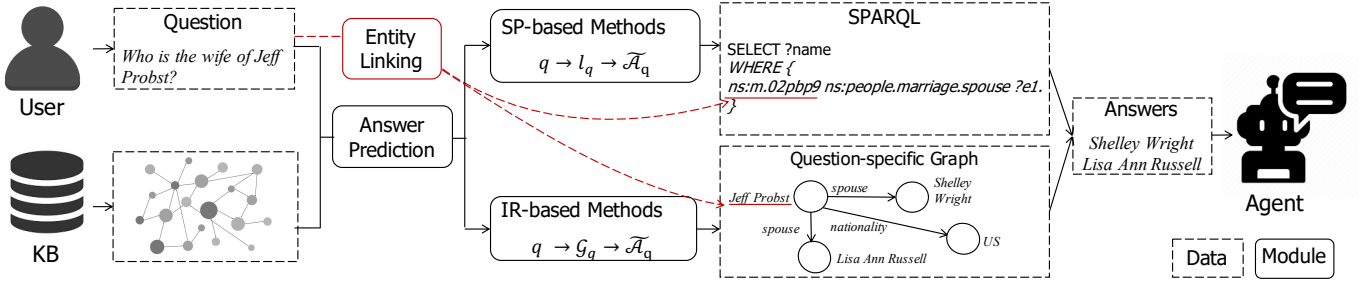 User
KB
Question
Who is the wife of Jeff
Probst?
Entity
Linking
Answer
Prediction
SP-based Methods
q → l_q → Ã_q
IR-based Methods
q → G_q → Ã_q
SPARQL
SELECT ?name
WHERE {
ns:m.02pbp9 ns:people.marriage.spouse ?e1.
}
Question-specific Graph
Jeff Probst
spouse
Shelley
Wright
spouse
nationality
US
Lisa Ann Russell
Answers
Shelley Wright
Lisa Ann Russell
Agent
Data
Module